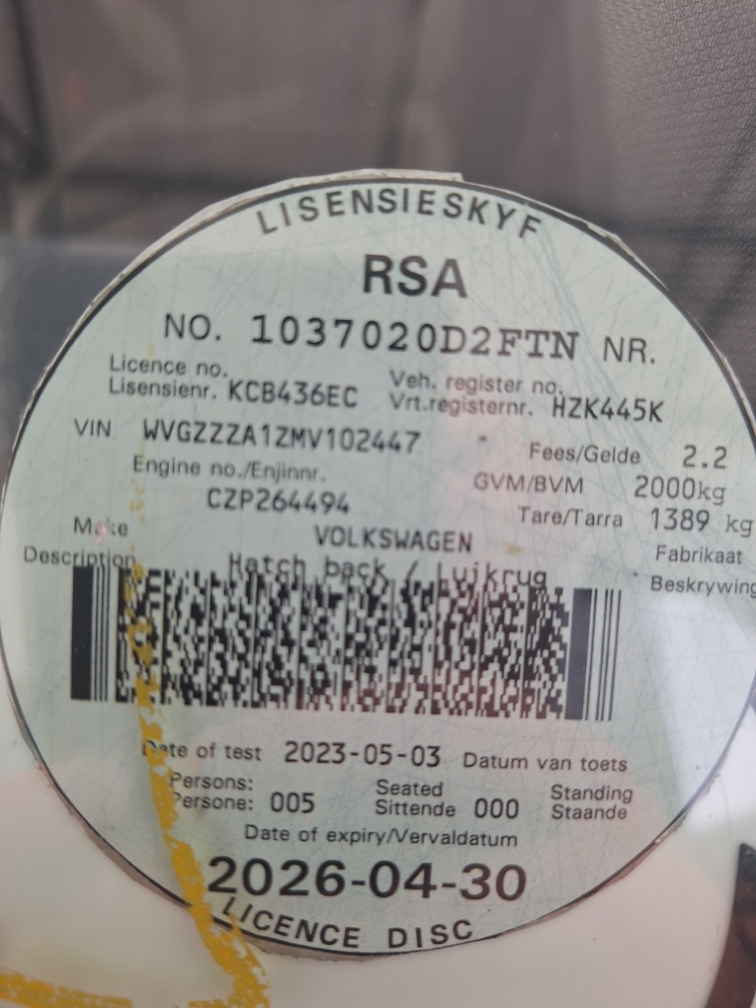 LISENSIESKYF
RSA
NO. 1037020D2FTN NR.
Licence no. Veh. register no.
Lisensienr. KCB436EC Vrt.registernr. HZK445K
VIN WVGZZZA1ZMV102447 Fees/Gelde 2.2
Engine no./Enjinnr. GVM/BVM 2000kg
CZP264494 Tare/Tarra 1389 kg
Make VOLKSWAGEN Fabrikaat
Description Hatch back / Luikrug Beskrywing
Date of test 2023-05-03 Datum van toets
Persons: Seated Standing
Persone: 005 Sittende 000 Staande
Date of expiry/Vervaldatum
2026-04-30
LICENCE DISC